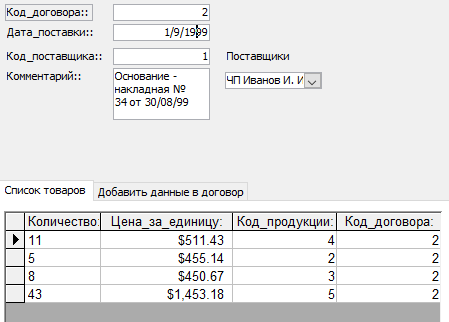 Код_договора:: 2
Дата_поставки:: 1/9/1999
Код_поставщика:: 1 Поставщики
Комментарий:: Основание - ЧП Иванов И. И
накладная №
34 от 30/08/99
Список товаров Добавить данные в договор
Количество: Цена_за_единицу: Код_продукции: Код_договора:
11 $511.43 4 2
5 $455.14 2 2
8 $450.67 3 2
43 $1,453.18 5 2